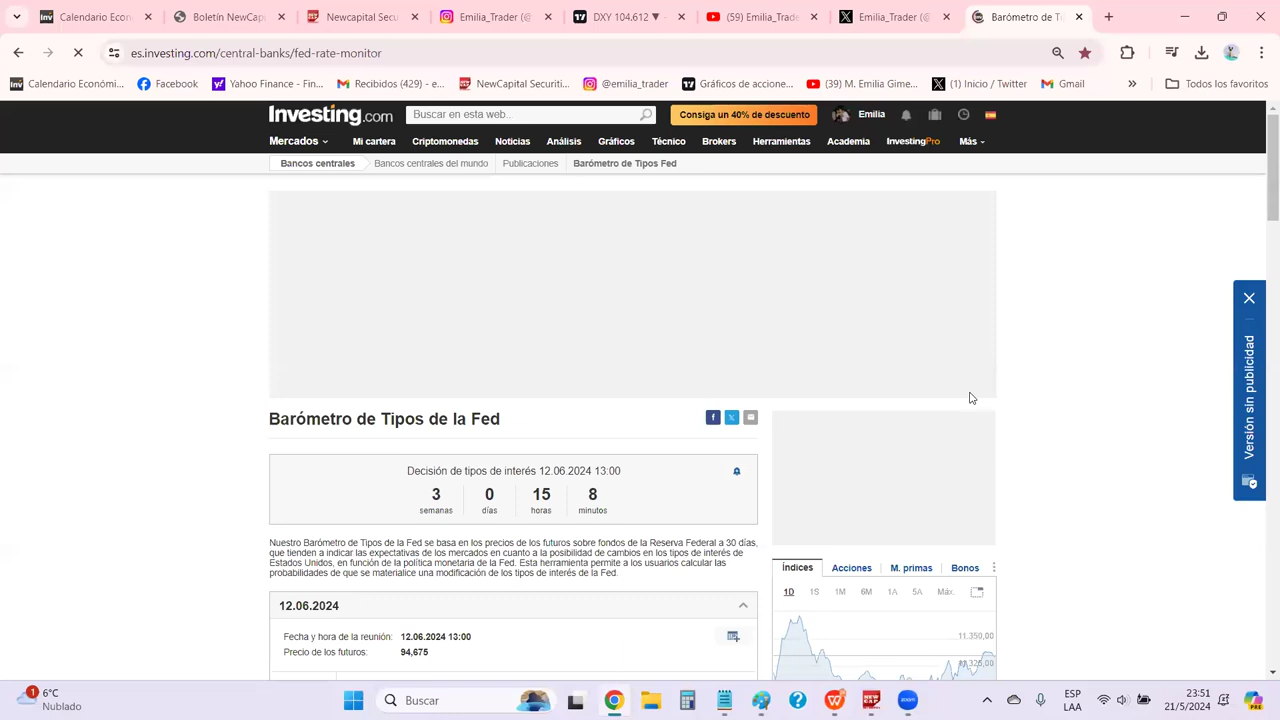 Calendario Econó
Boletín NewCap
Newcapital Secu
Emilia_Trader (@
DXY 104.612 ▼ -
(59) Emilia_Trade
Emilia_Trader (@
Barómetro de Ti
es.investing.com/central-banks/fed-rate-monitor
Calendario Económi...
Facebook
Yahoo Finance - Fin...
Recibidos (429) - e...
NewCapital Securiti...
@emilia_trader
Gráficos de accione...
(39) M. Emilia Gime...
(1) Inicio / Twitter
Gmail
»
Todos los favoritos
Investing.com
Buscar en esta web...
Consiga un 40% de descuento
Emilia
Mercados
Mi cartera
Criptomonedas
Noticias
Análisis
Gráficos
Técnico
Brokers
Herramientas
Academia
InvestingPro
Más
Bancos centrales
Bancos centrales del mundo
Publicaciones
Barómetro de Tipos Fed
Versión sin publicidad
Barómetro de Tipos de la Fed
Decisión de tipos de interés 12.06.2024 13:00
3
0
15
8
semanas
días
horas
minutos
Nuestro Barómetro de Tipos de la Fed se basa en los precios de los futuros sobre fondos de la Reserva Federal a 30 días,
que tienden a indicar las expectativas de los mercados en cuanto a la posibilidad de cambios en los tipos de interés de
Estados Unidos, en función de la política monetaria de la Fed. Esta herramienta permite a los usuarios calcular las
probabilidades de que se materialice una modificación de los tipos de interés de la Fed.
12.06.2024
Fecha y hora de la reunión: 12.06.2024 13:00
Precio de los futuros: 94,675
Índices
Acciones
M. primas
Bonos
1D
1S
1M
6M
1A
5A
Máx.
11.350,00
11.325,00
1
6°C
Nublado
Buscar
ESP
LAA
23:51
21/5/2024